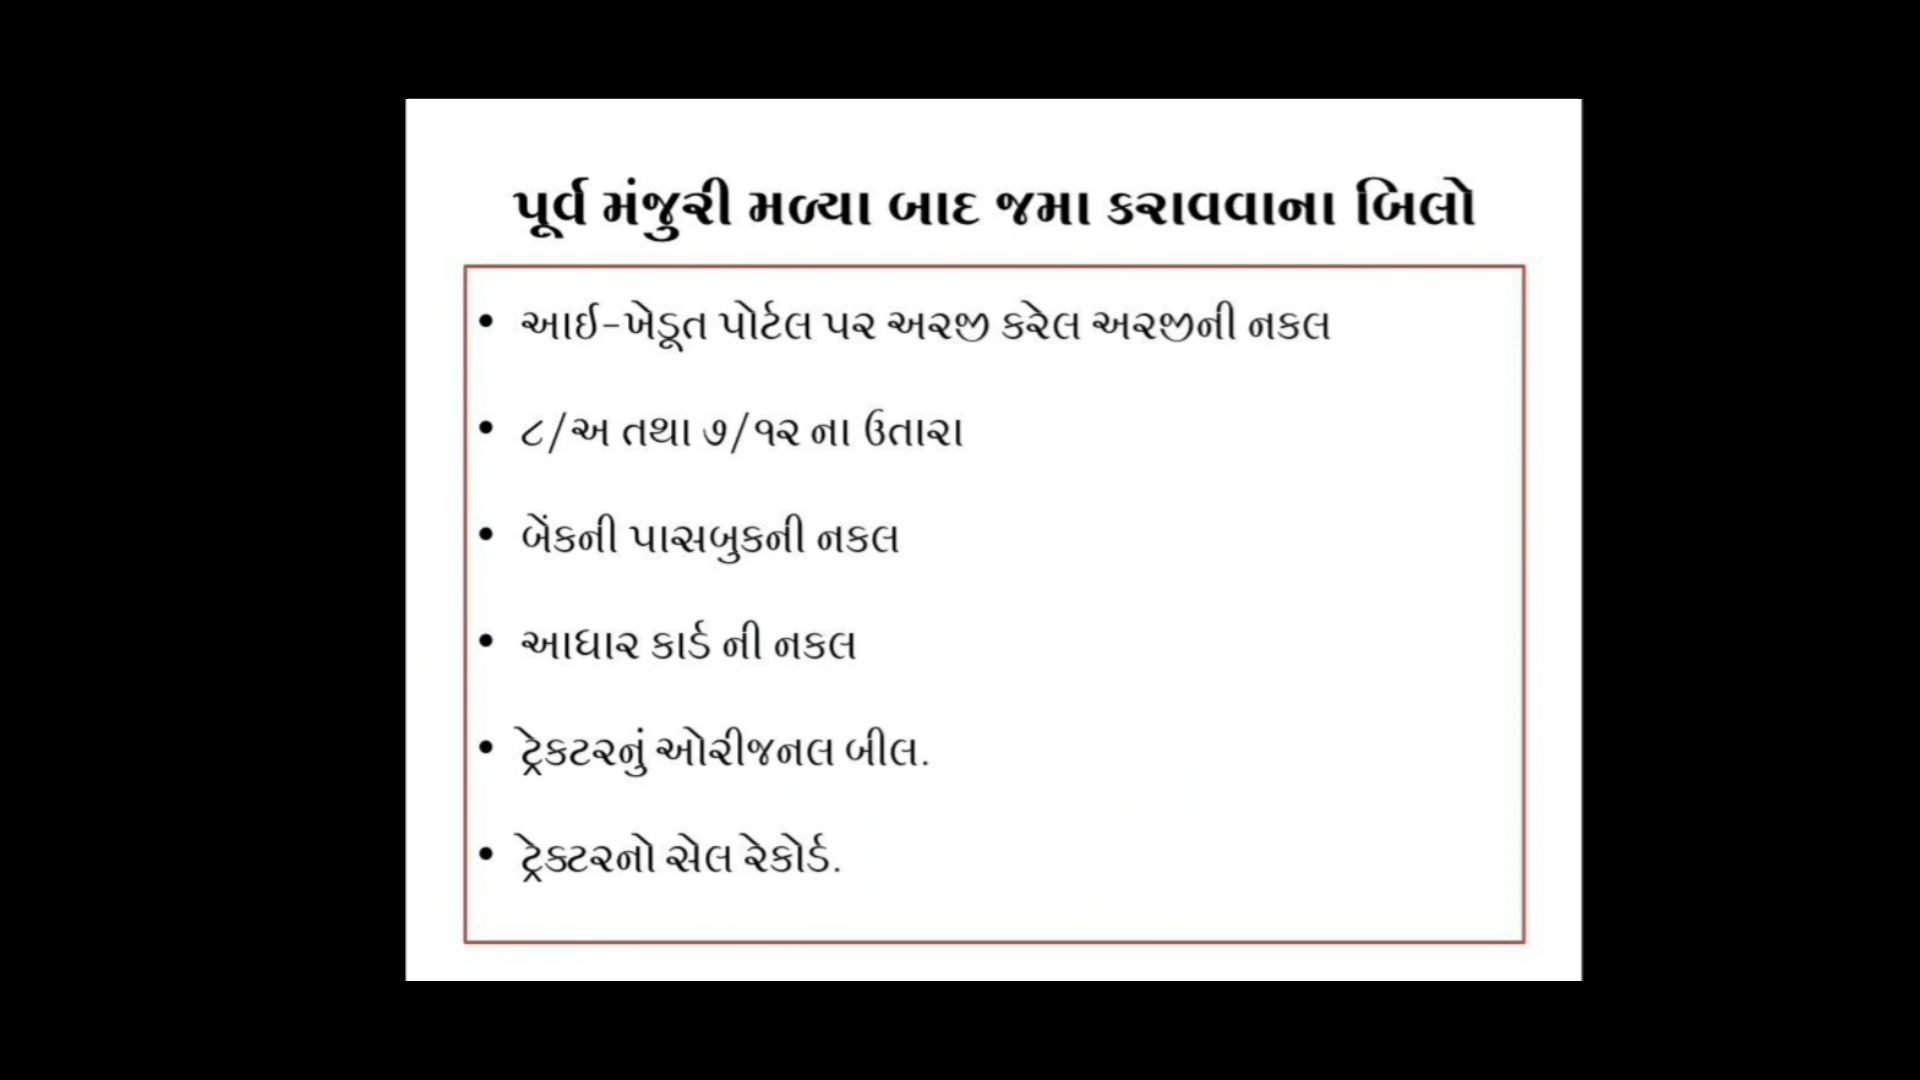 પૂર્વ મંજુરી મળ્યા બાદ જમા કરાવવાના બિલો
• આઈ-ખેડૂત પોર્ટલ પર અરજી કરેલ અરજીની નકલ
• ૮/અ તથા ૭/૧૨ ના ઉતારા
• બેંકની પાસબુકની નકલ
• આધાર કાર્ડ ની નકલ
• ટ્રેકટરનું ઓરીજનલ બીલ.
• ટ્રેક્ટરનો સેલ રેકોર્ડ.